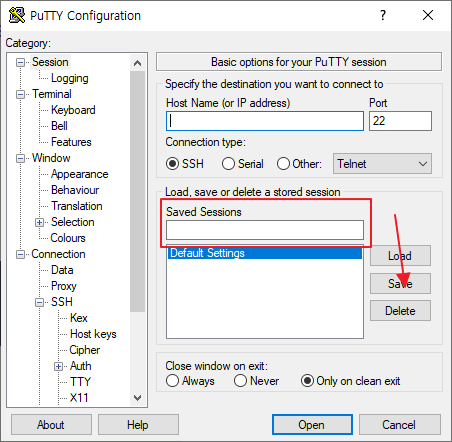 PuTTY Configuration
?
Category:
Session
Logging
Terminal
Keyboard
Bell
Features
Window
Appearance
Behaviour
Translation
Selection
Colours
Connection
Data
Proxy
SSH
Kex
Host keys
Cipher
Auth
TTY
X11
Basic options for your PuTTY session
Specify the destination you want to connect to
Host Name (or IP address) Port
22
Connection type:
SSH Serial Other: Telnet
Load, save or delete a stored session
Saved Sessions
Default Settings
Load
Save
Delete
Close window on exit:
Always Never Only on clean exit
About Help Open Cancel